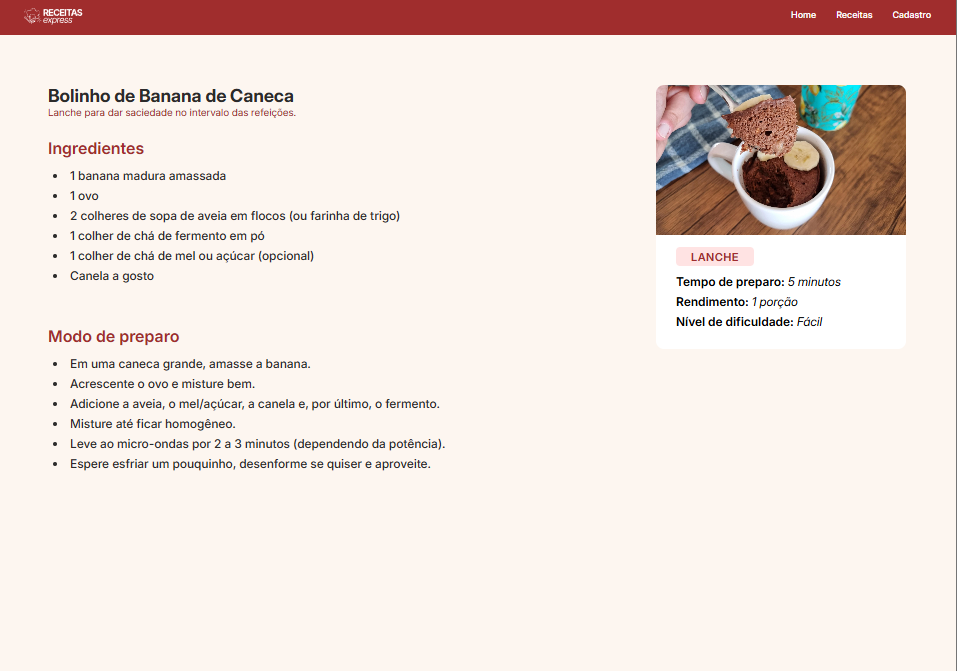 RECEITAS
express
Home Receitas Cadastro
Bolinho de Banana de Caneca
Lanche para dar saciedade no intervalo das refeições.
Ingredientes
• 1 banana madura amassada
• 1 ovo
• 2 colheres de sopa de aveia em flocos (ou farinha de trigo)
• 1 colher de chá de fermento em pó
• 1 colher de chá de mel ou açúcar (opcional)
• Canela a gosto
Modo de preparo
• Em uma caneca grande, amasse a banana.
• Acrescente o ovo e misture bem.
• Adicione a aveia, o mel/açúcar, a canela e, por último, o fermento.
• Misture até ficar homogêneo.
• Leve ao micro-ondas por 2 a 3 minutos (dependendo da potência).
• Espere esfriar um pouquinho, desenforme se quiser e aproveite.
LANCHE
Tempo de preparo: 5 minutos
Rendimento: 1 porção
Nível de dificuldade: Fácil